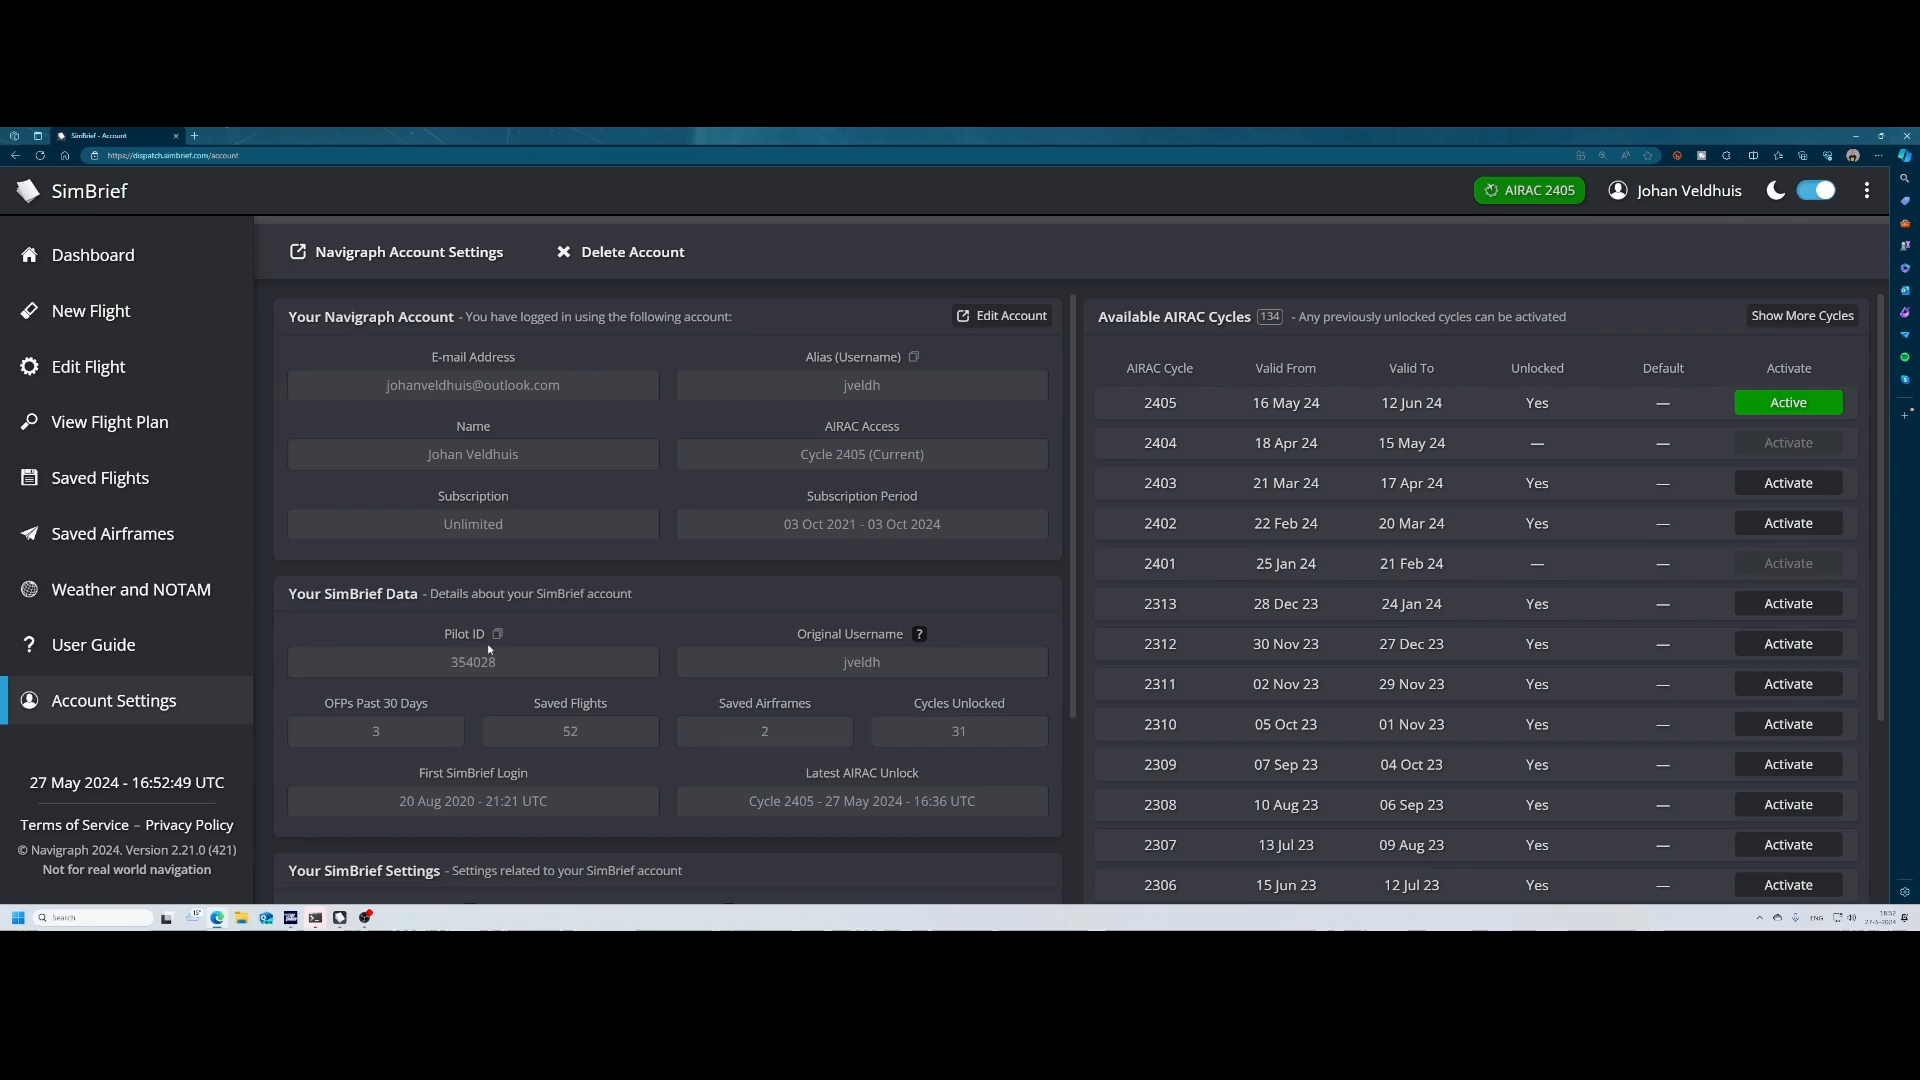 SimBrief - Account
https://dispatch.simbrief.com/account
SimBrief
AIRAC 2405
Johan Veldhuis
Dashboard
New Flight
Edit Flight
View Flight Plan
Saved Flights
Saved Airframes
Weather and NOTAM
User Guide
Account Settings
27 May 2024 - 16:52:49 UTC
Terms of Service – Privacy Policy
© Navigraph 2024. Version 2.21.0 (421)
Not for real world navigation
Navigraph Account Settings
Delete Account
Your Navigraph Account - You have logged in using the following account:
Edit Account
E-mail Address
Alias (Username)
johanveldhuis@outlook.com
jveldh
Name
AIRAC Access
Johan Veldhuis
Cycle 2405 (Current)
Subscription
Subscription Period
Unlimited
03 Oct 2021 - 03 Oct 2024
Your SimBrief Data - Details about your SimBrief account
Pilot ID
Original Username ?
354028
jveldh
OFPs Past 30 Days
Saved Flights
Saved Airframes
Cycles Unlocked
3
52
2
31
First SimBrief Login
Latest AIRAC Unlock
20 Aug 2020 - 21:21 UTC
Cycle 2405 - 27 May 2024 - 16:36 UTC
Your SimBrief Settings - Settings related to your SimBrief account
Available AIRAC Cycles 134 - Any previously unlocked cycles can be activated
Show More Cycles
AIRAC Cycle Valid From Valid To Unlocked Default Activate
2405 16 May 24 12 Jun 24 Yes — Active
2404 18 Apr 24 15 May 24 — — Activate
2403 21 Mar 24 17 Apr 24 Yes — Activate
2402 22 Feb 24 20 Mar 24 Yes — Activate
2401 25 Jan 24 21 Feb 24 — — Activate
2313 28 Dec 23 24 Jan 24 Yes — Activate
2312 30 Nov 23 27 Dec 23 Yes — Activate
2311 02 Nov 23 29 Nov 23 Yes — Activate
2310 05 Oct 23 01 Nov 23 Yes — Activate
2309 07 Sep 23 04 Oct 23 Yes — Activate
2308 10 Aug 23 06 Sep 23 Yes — Activate
2307 13 Jul 23 09 Aug 23 Yes — Activate
2306 15 Jun 23 12 Jul 23 Yes — Activate
Search
15°
ENG
16:52
27-5-2024